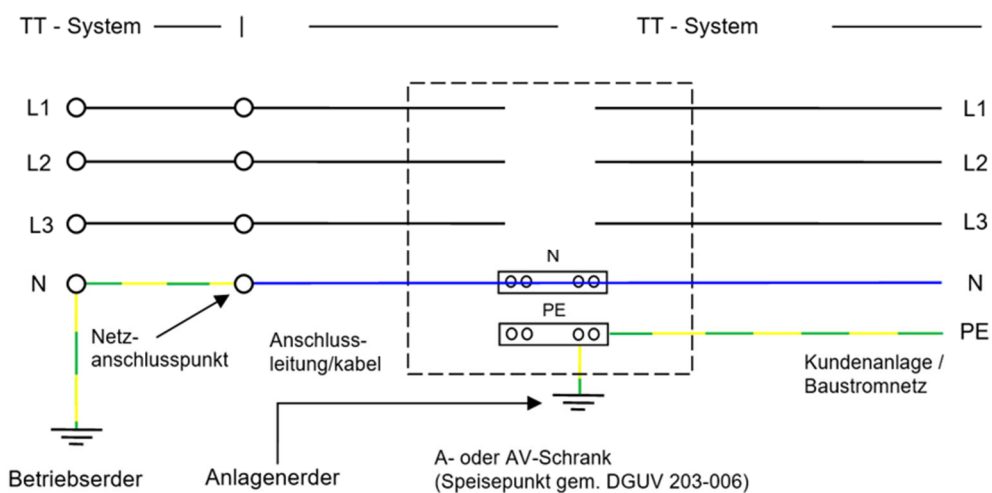 TT - System
TT - System
L1
L1
L2
L2
L3
L3
N
N
N
PE
PE
Netz-
anschlusspunkt
Anschluss-
leitung/kabel
Kundenanlage /
Baustromnetz
Betriebserder
Anlagenerder
A- oder AV-Schrank
(Speisepunkt gem. DGUV 203-006)